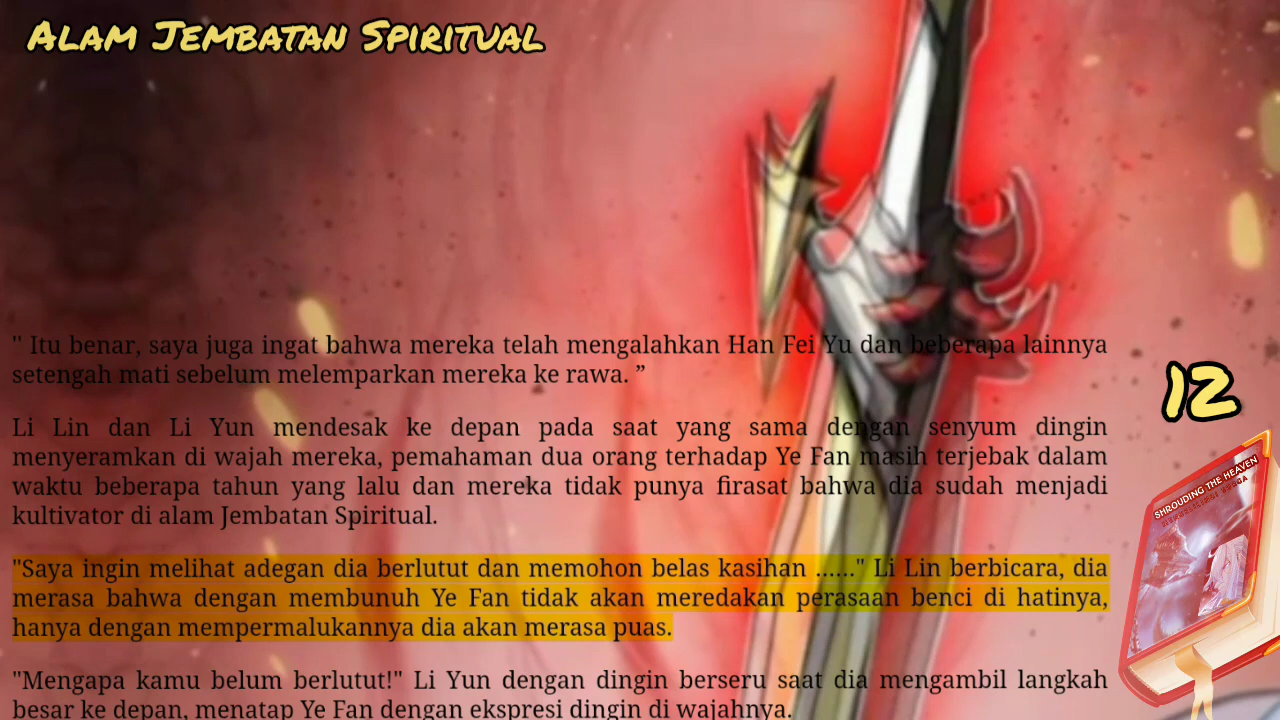 Alam Jembatan Spiritual
" Itu benar, saya juga ingat bahwa mereka telah mengalahkan Han Fei Yu dan beberapa lainnya
setengah mati sebelum melemparkan mereka ke rawa. ”
Li Lin dan Li Yun mendesak ke depan pada saat yang sama dengan senyum dingin
menyeramkan di wajah mereka, pemahaman dua orang terhadap Ye Fan masih terjebak dalam
waktu beberapa tahun yang lalu dan mereka tidak punya firasat bahwa dia sudah menjadi
kultivator di alam Jembatan Spiritual.
"Saya ingin melihat adegan dia berlutut dan memohon belas kasihan ......" Li Lin berbicara, dia
merasa bahwa dengan membunuh Ye Fan tidak akan meredakan perasaan benci di hatinya,
hanya dengan mempermalukannya dia akan merasa puas.
"Mengapa kamu belum berlutut!" Li Yun dengan dingin berseru saat dia mengambil langkah
besar ke depan, menatap Ye Fan dengan ekspresi dingin di wajahnya.
12
SHROUDING THE HEAVEN